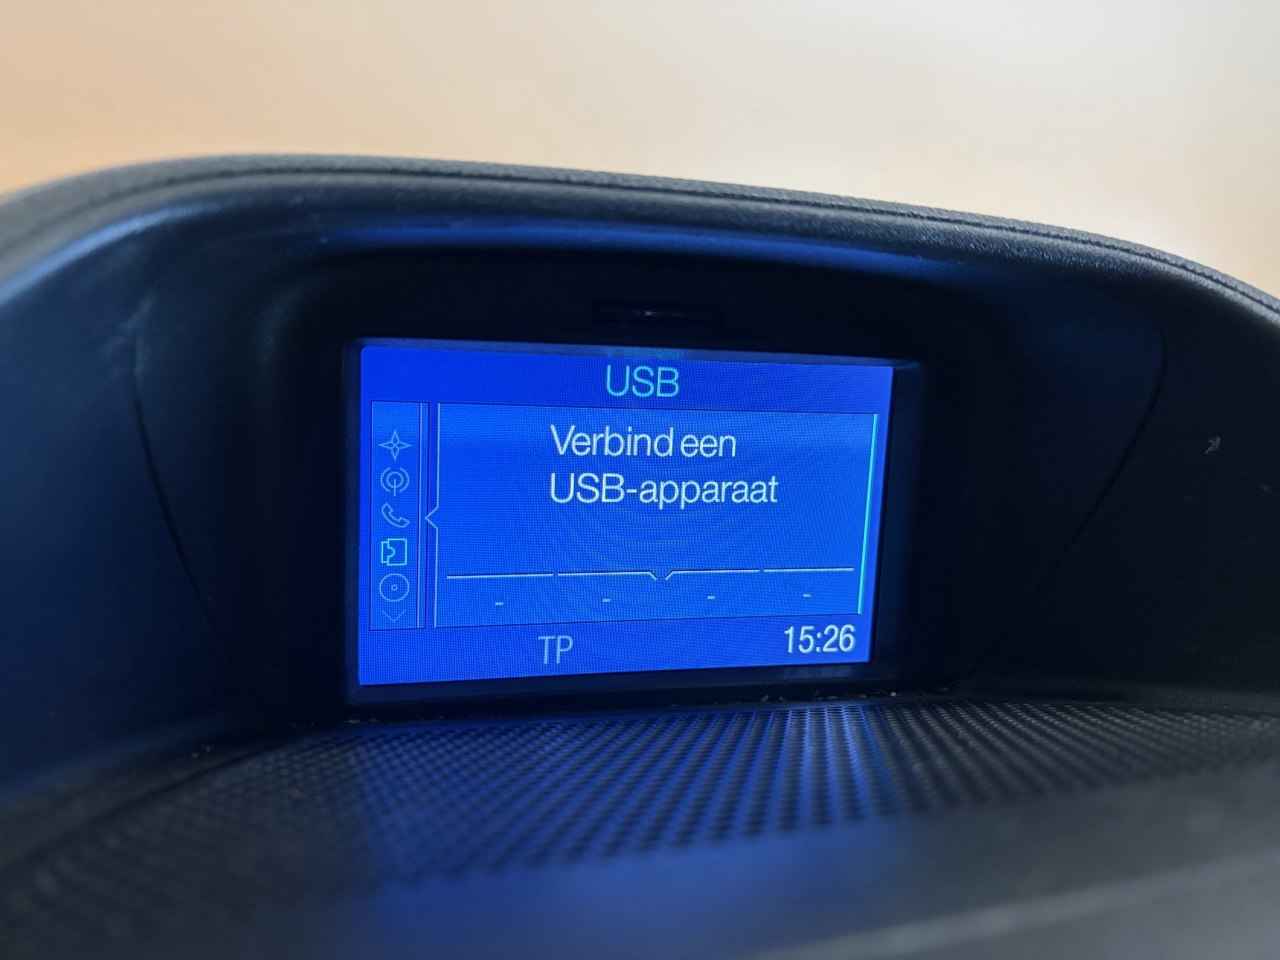 USB
Verbind een
USB-apparaat
- - - -
TP 15:26